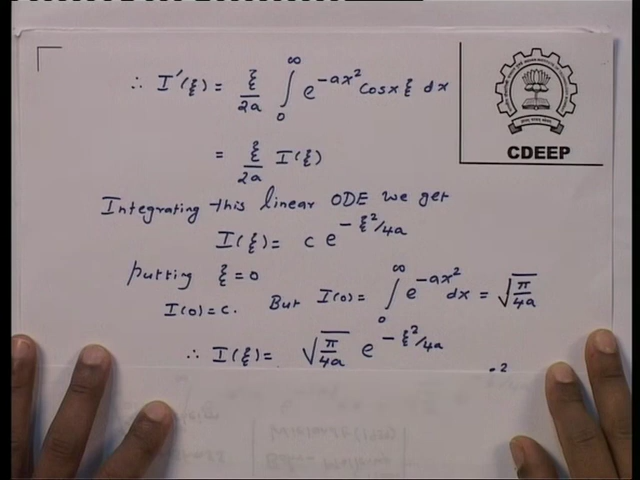 ∴ I'(ξ) = ξ/2a ∫₀^∞ e^{-ax²} cos xξ dx
= ξ/2a I(ξ)
CDEEP
Integrating this linear ODE we get
I(ξ) = c e^{-ξ²/4a}
putting ξ = 0
I(0) = c. But I(0) = ∫₀^∞ e^{-ax²} dx = √(π/4a)
∴ I(ξ) = √(π/4a) e^{-ξ²/4a}